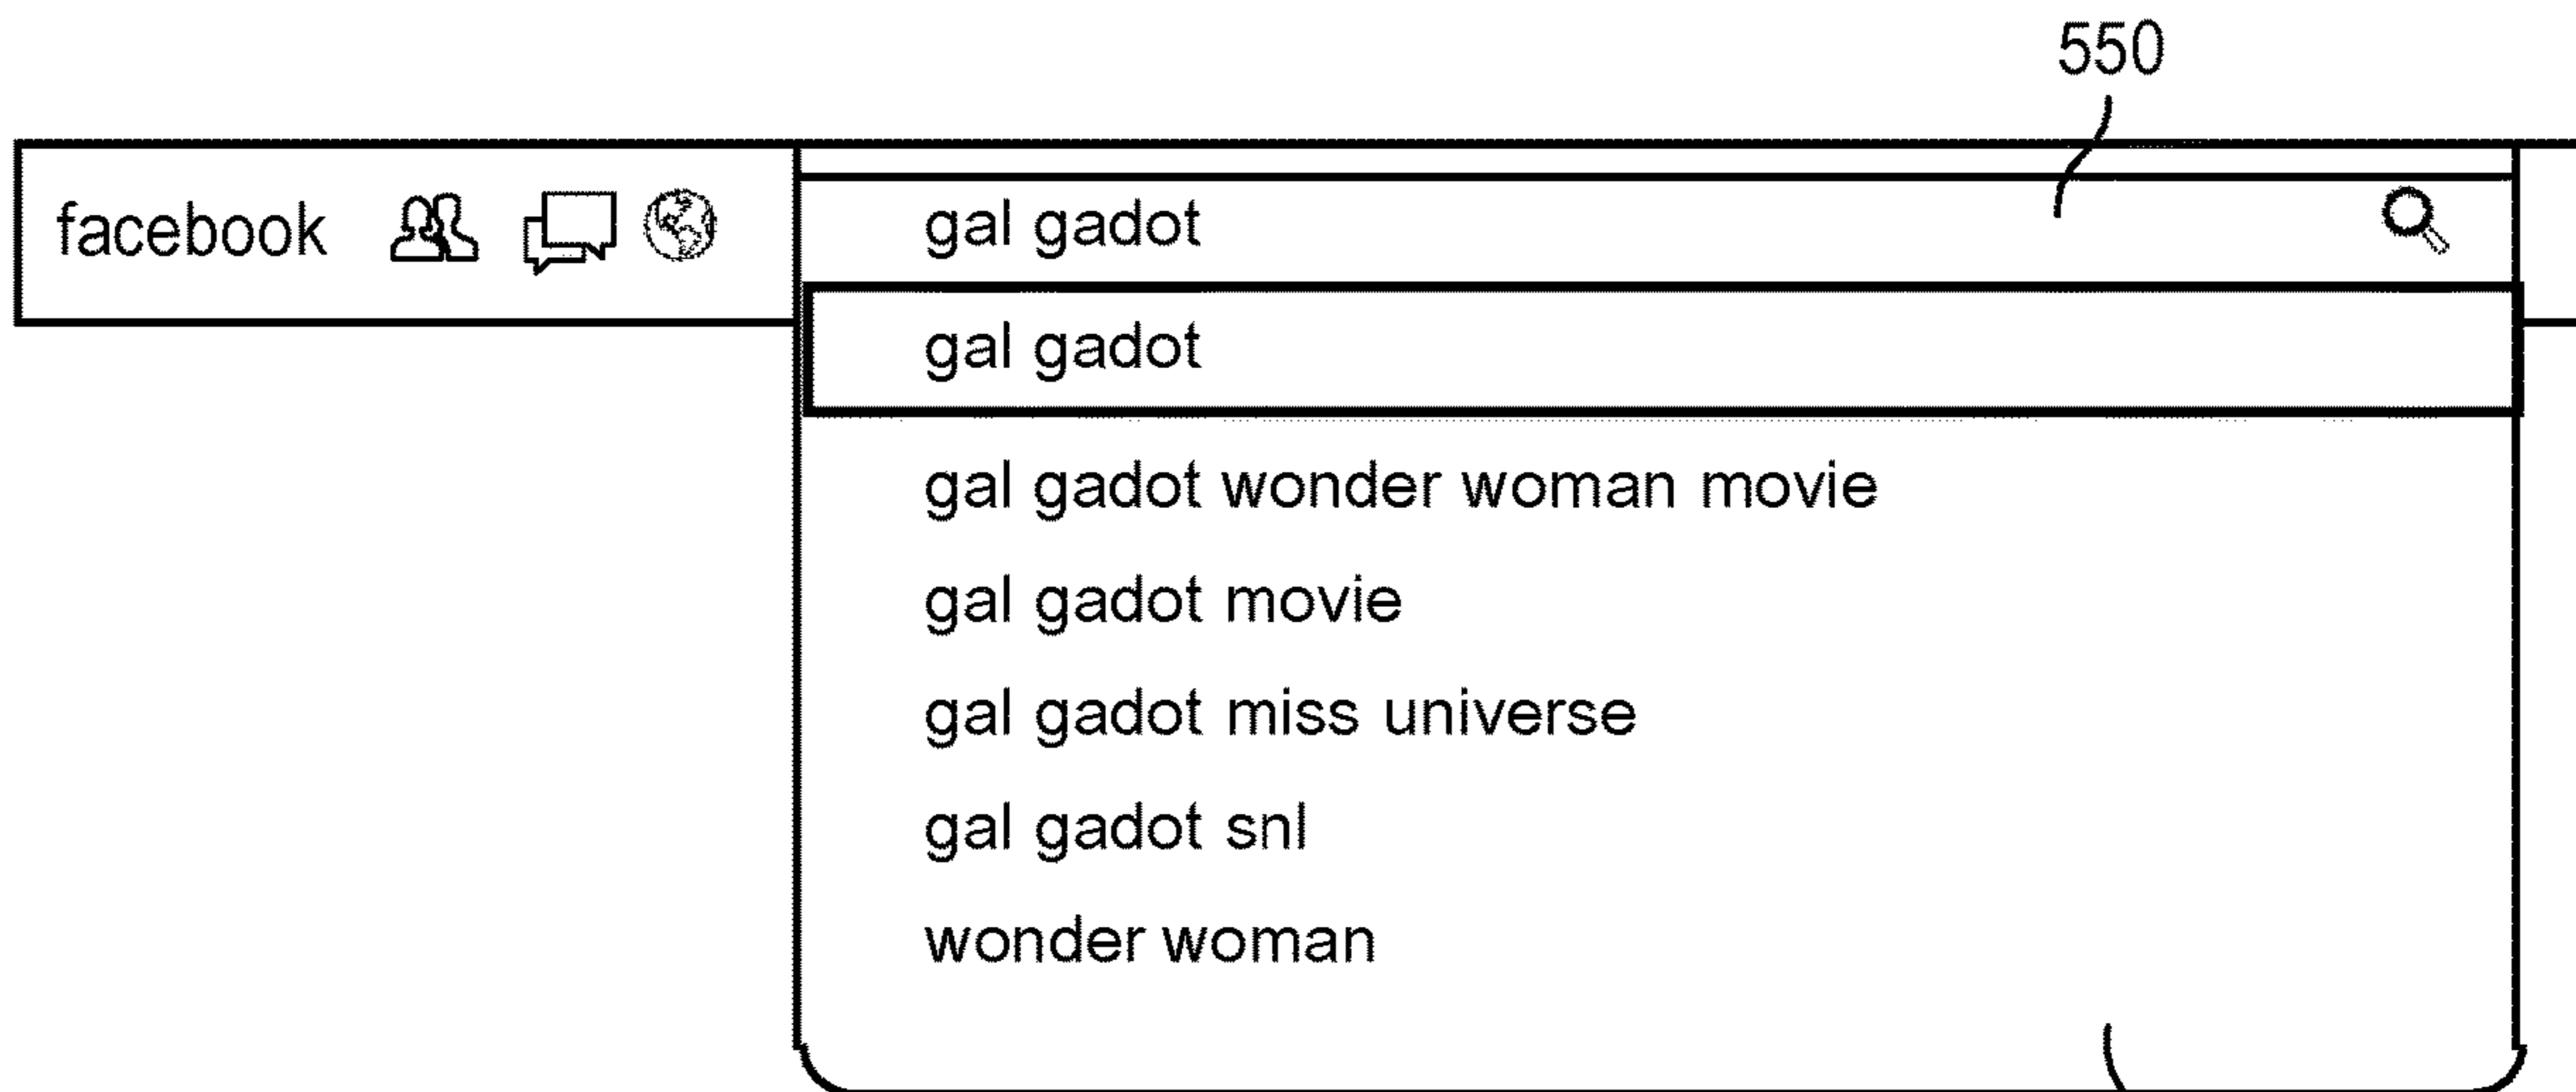 550
facebook
gal gadot
gal gadot
gal gadot wonder woman movie
gal gadot movie
gal gadot miss universe
gal gadot snl
wonder woman